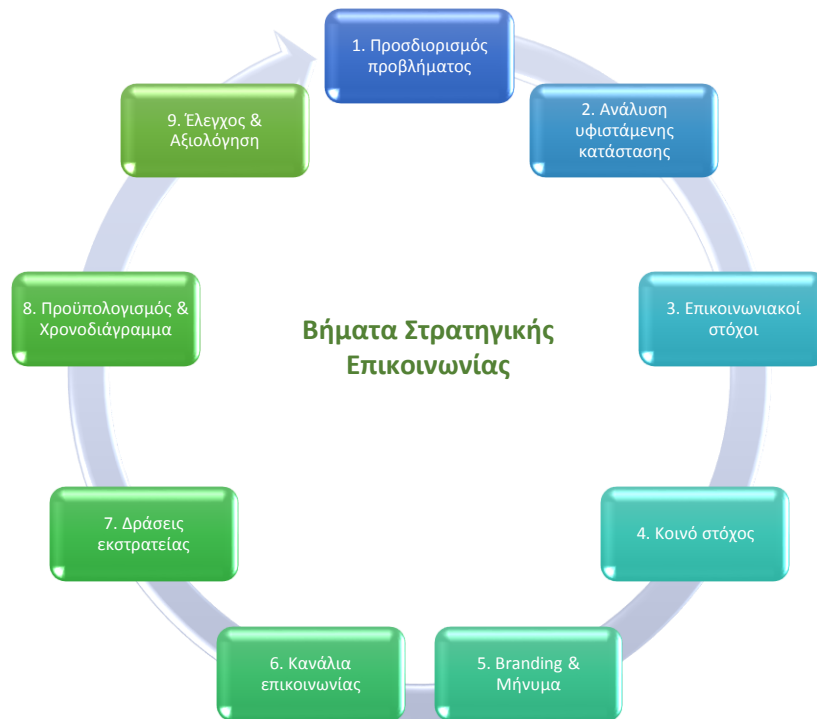 1. Προσδιορισμός
προβλήματος
2. Ανάλυση
υφιστάμενης
κατάστασης
3. Επικοινωνιακοί
στόχοι
4. Κοινό στόχος
5. Branding &
Μήνυμα
6. Κανάλια
επικοινωνίας
7. Δράσεις
εκστρατείας
8. Προϋπολογισμός &
Χρονοδιάγραμμα
9. Έλεγχος &
Αξιολόγηση
Βήματα Στρατηγικής
Επικοινωνίας